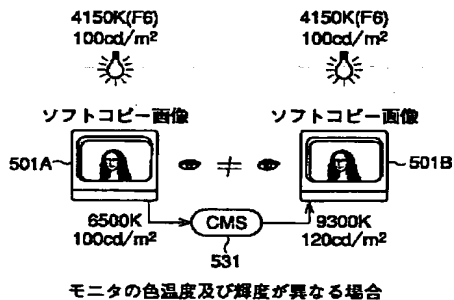 4150K(F6)
100cd/m²
4150K(F6)
100cd/m²
ソフトコピー画像
ソフトコピー画像
501A
≠
501B
6500K
100cd/m²
CMS
9300K
120cd/m²
531
モニタの色温度及び輝度が異なる場合